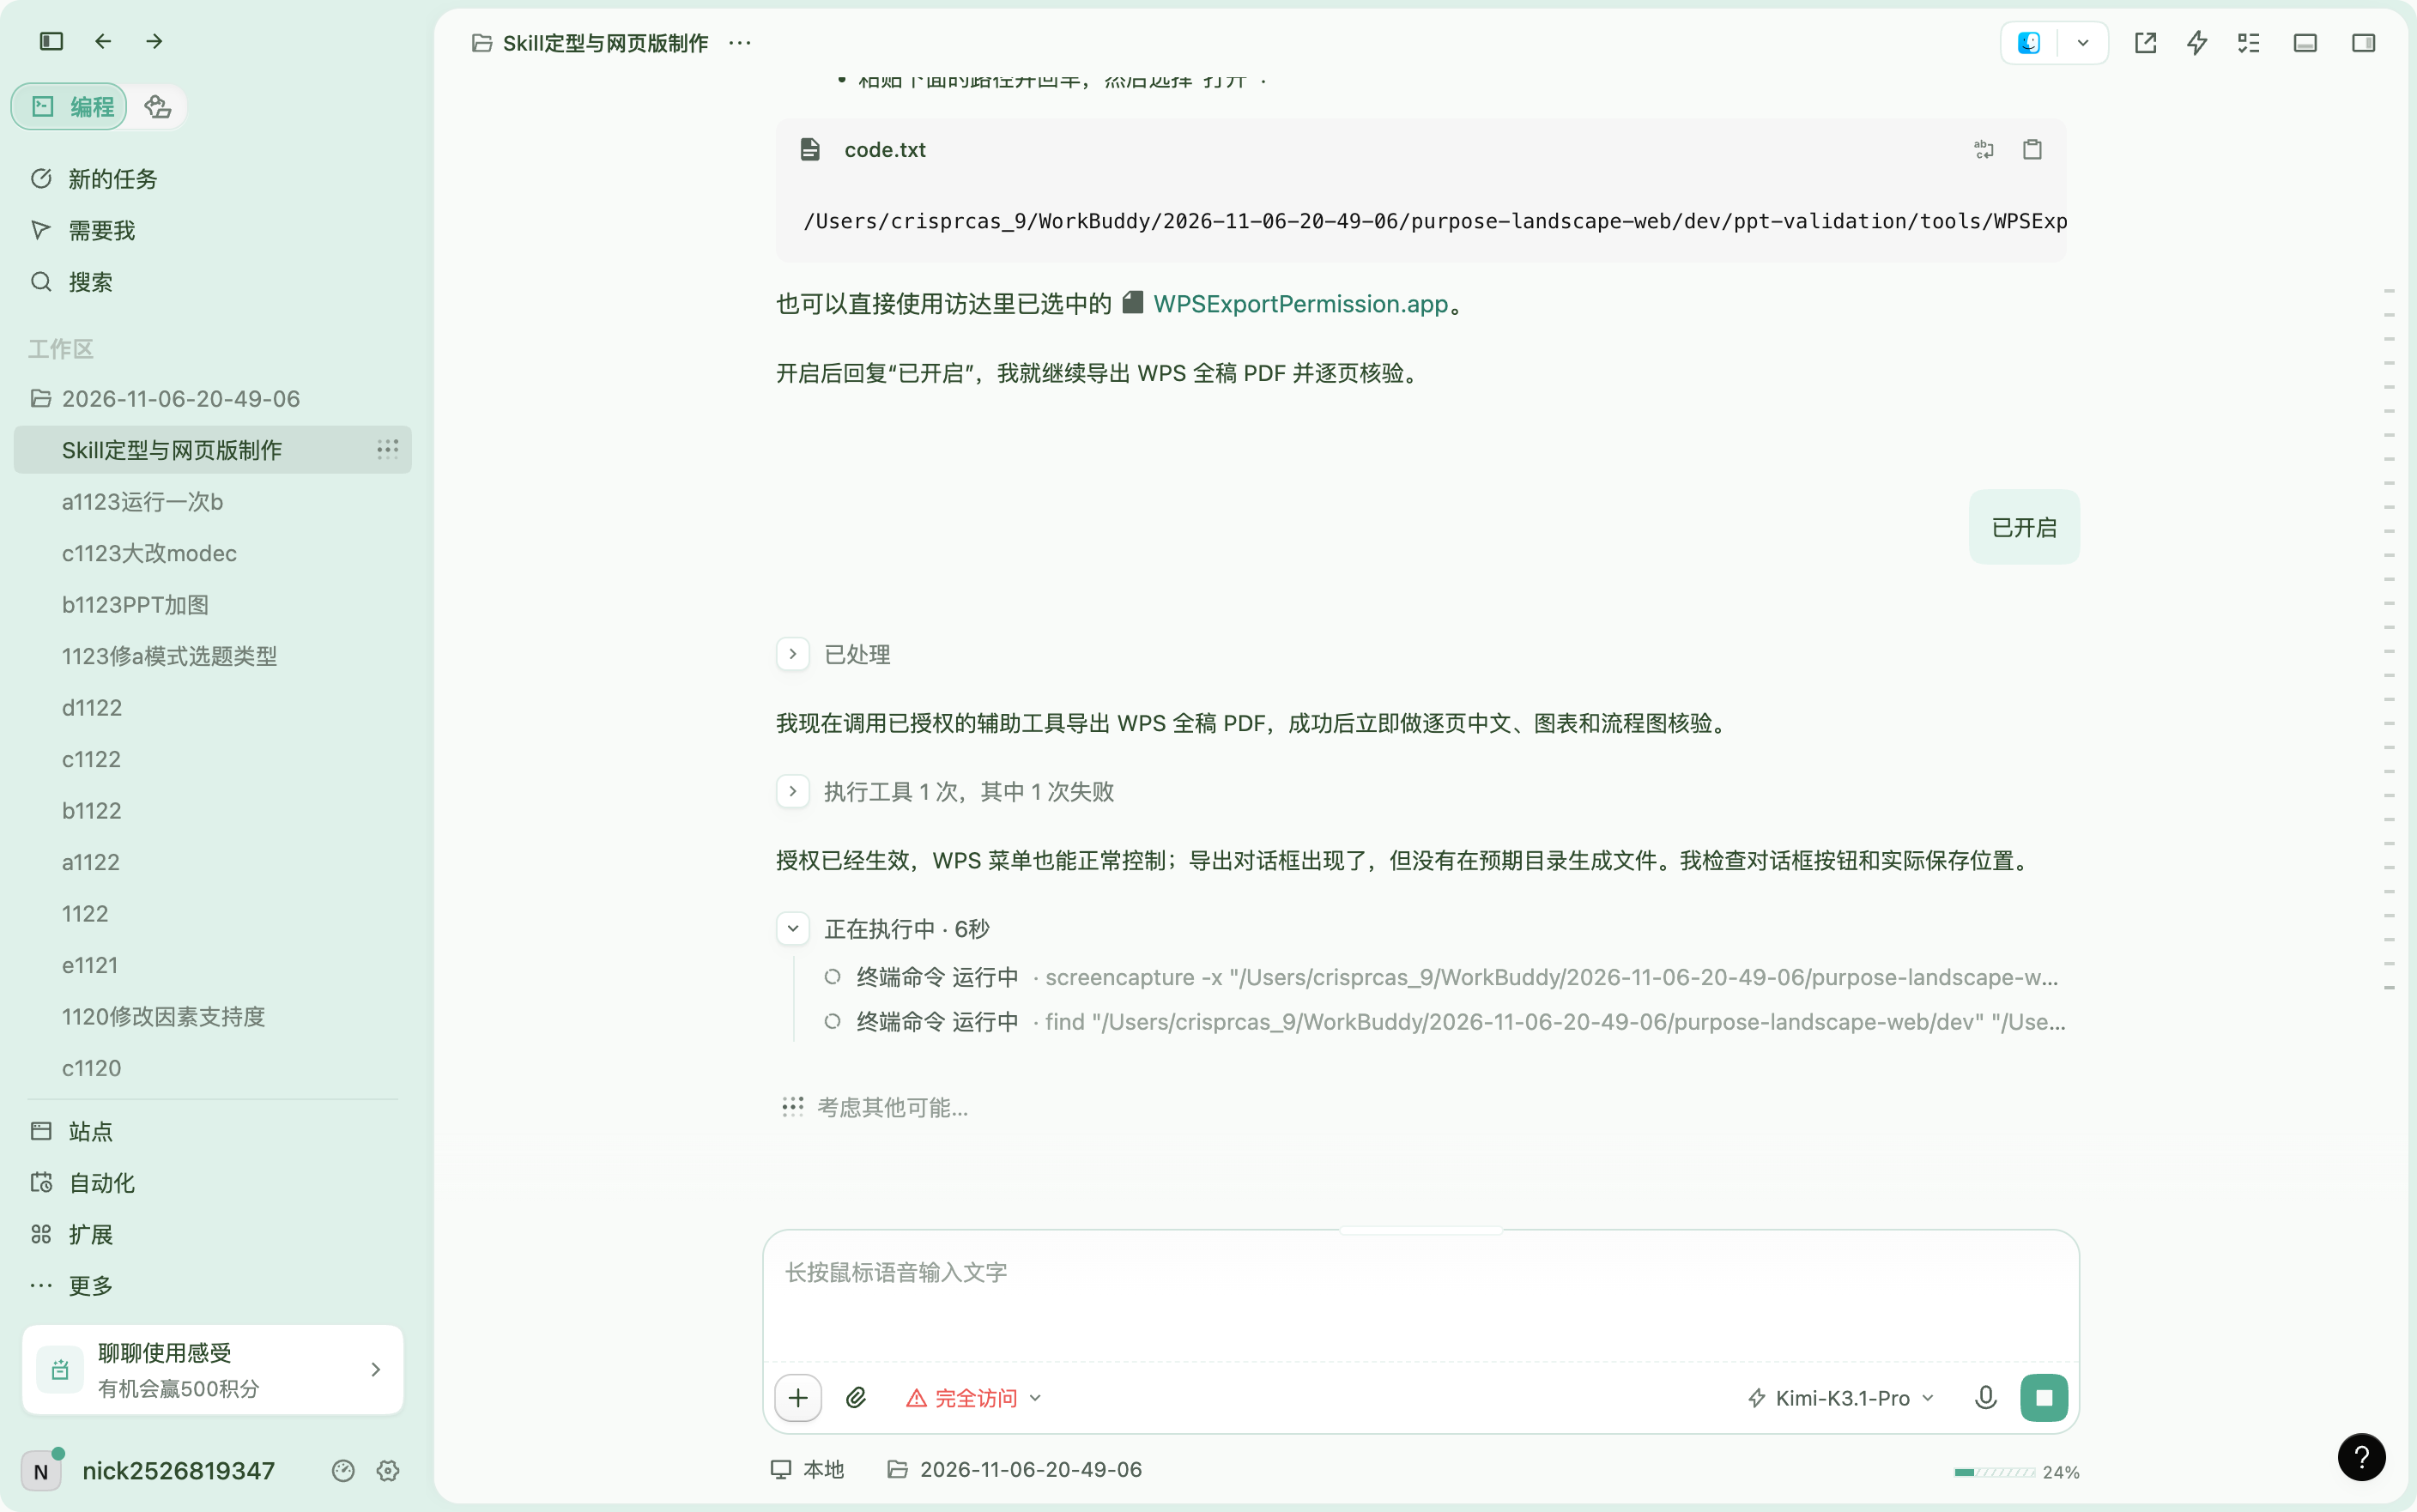 Skill定型与网页版制作
编程
新的任务
需要我
搜索
工作区
2026-11-06-20-49-06
Skill定型与网页版制作
a1123运行一次b
c1123大改modec
b1123PPT加图
1123修a模式选题类型
d1122
c1122
b1122
a1122
1122
e1121
1120修改因素支持度
c1120
站点
自动化
扩展
更多
聊聊使用感受
有机会赢500积分
N
nick2526819347
• 粘贴下面的路径并回车，然后选择"打开".
code.txt
/Users/crisprcas_9/WorkBuddy/2026-11-06-20-49-06/purpose-landscape-web/dev/ppt-validation/tools/WPSExp
也可以直接使用访达里已选中的 WPSExportPermission.app。
开启后回复“已开启”，我就继续导出 WPS 全稿 PDF 并逐页核验。
已开启
已处理
我现在调用已授权的辅助工具导出 WPS 全稿 PDF，成功后立即做逐页中文、图表和流程图核验。
执行工具 1 次，其中 1 次失败
授权已经生效，WPS 菜单也能正常控制；导出对话框出现了，但没有在预期目录生成文件。我检查对话框按钮和实际保存位置。
正在执行中 · 6秒
终端命令 运行中 · screencapture -x "/Users/crisprcas_9/WorkBuddy/2026-11-06-20-49-06/purpose-landscape-w...
终端命令 运行中 · find "/Users/crisprcas_9/WorkBuddy/2026-11-06-20-49-06/purpose-landscape-web/dev" "/Use...
考虑其他可能...
长按鼠标语音输入文字
完全访问
Kimi-K3.1-Pro
本地
2026-11-06-20-49-06
24%
?